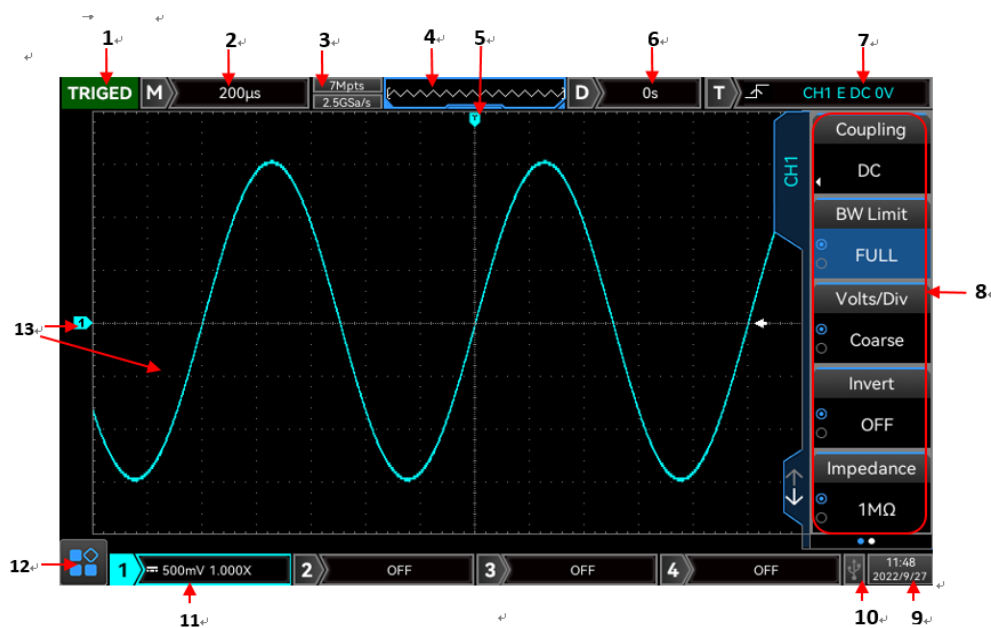 1 2 3 4 5 6 7
TRIGED M 200μs 7Mpts D 0s T CH1 E DC 0V
2.5GSa/s
T
Coupling
CH1
DC
BW Limit
FULL
Volts/Div
8
13 1
Coarse
Invert
OFF
Impedance
1MΩ
12 1 500mV 1.000X 2 OFF 3 OFF 4 OFF 11:48
2022/9/27
11 10 9